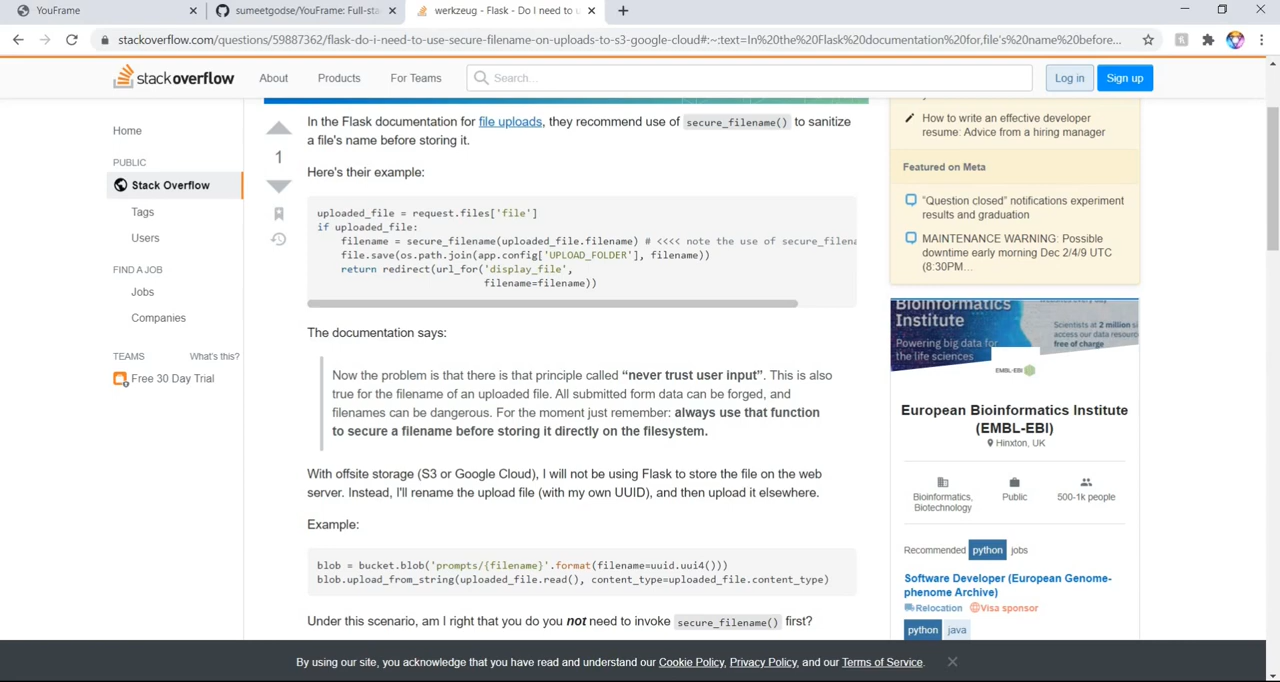 YouFrame
sumeetgodse/YouFrame: Full-sta
werkzeug - Flask - Do I need to u
stackoverflow.com/questions/59887362/flask-do-i-need-to-use-secure-filename-on-uploads-to-s3-google-cloud#:~:text=In%20the%20Flask%20documentation%20for,file's%20name%20before...
stackoverflow
About
Products
For Teams
Search...
Log in
Sign up
Home
PUBLIC
Stack Overflow
Tags
Users
FIND A JOB
Jobs
Companies
TEAMS
What's this?
Free 30 Day Trial
1
In the Flask documentation for file uploads, they recommend use of secure_filename() to sanitize
a file's name before storing it.
Here's their example:
uploaded_file = request.files['file']
if uploaded_file:
filename = secure_filename(uploaded_file.filename) # <<<< note the use of secure_filena
file.save(os.path.join(app.config['UPLOAD_FOLDER'], filename))
return redirect(url_for('display_file',
filename=filename))
The documentation says:
Now the problem is that there is that principle called “never trust user input”. This is also
true for the filename of an uploaded file. All submitted form data can be forged, and
filenames can be dangerous. For the moment just remember: always use that function
to secure a filename before storing it directly on the filesystem.
With offsite storage (S3 or Google Cloud), I will not be using Flask to store the file on the web
server. Instead, I'll rename the upload file (with my own UUID), and then upload it elsewhere.
Example:
blob = bucket.blob('prompts/{filename}'.format(filename=uuid.uui4()))
blob.upload_from_string(uploaded_file.read(), content_type=uploaded_file.content_type)
Under this scenario, am I right that you do you not need to invoke secure_filename() first?
How to write an effective developer
resume: Advice from a hiring manager
Featured on Meta
“Question closed” notifications experiment
results and graduation
MAINTENANCE WARNING: Possible
downtime early morning Dec 2/4/9 UTC
(8:30PM...
Bioinformatics
Institute
Powering big data for
the life sciences
Scientists at 2 million si
access our data resourc
free of charge
EMBL-EBI
European Bioinformatics Institute
(EMBL-EBI)
Hinxton, UK
Bioinformatics,
Biotechnology
Public
500-1k people
Recommended python jobs
Software Developer (European Genome-
phenome Archive)
Relocation Visa sponsor
python java
By using our site, you acknowledge that you have read and understand our Cookie Policy, Privacy Policy, and our Terms of Service.